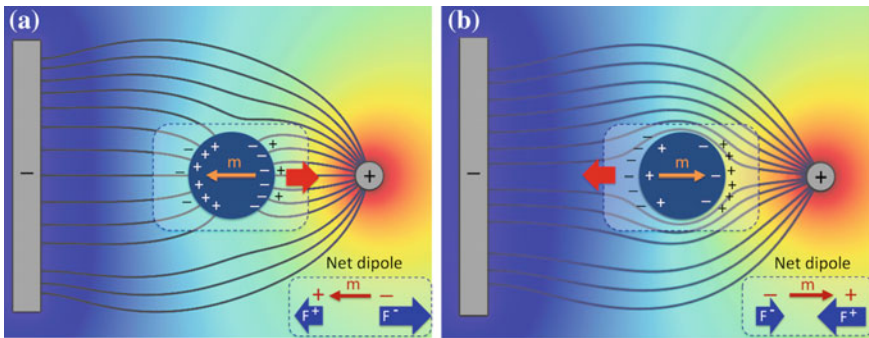 (a)
−
− + + − +
− + + − +
− + m − +
− + − +
− + + − +
+
Net dipole
+ m −
F+ F−
(b)
−
− − +
− + − +
− + m − +
− + − +
− +
+
Net dipole
− m +
F− F+